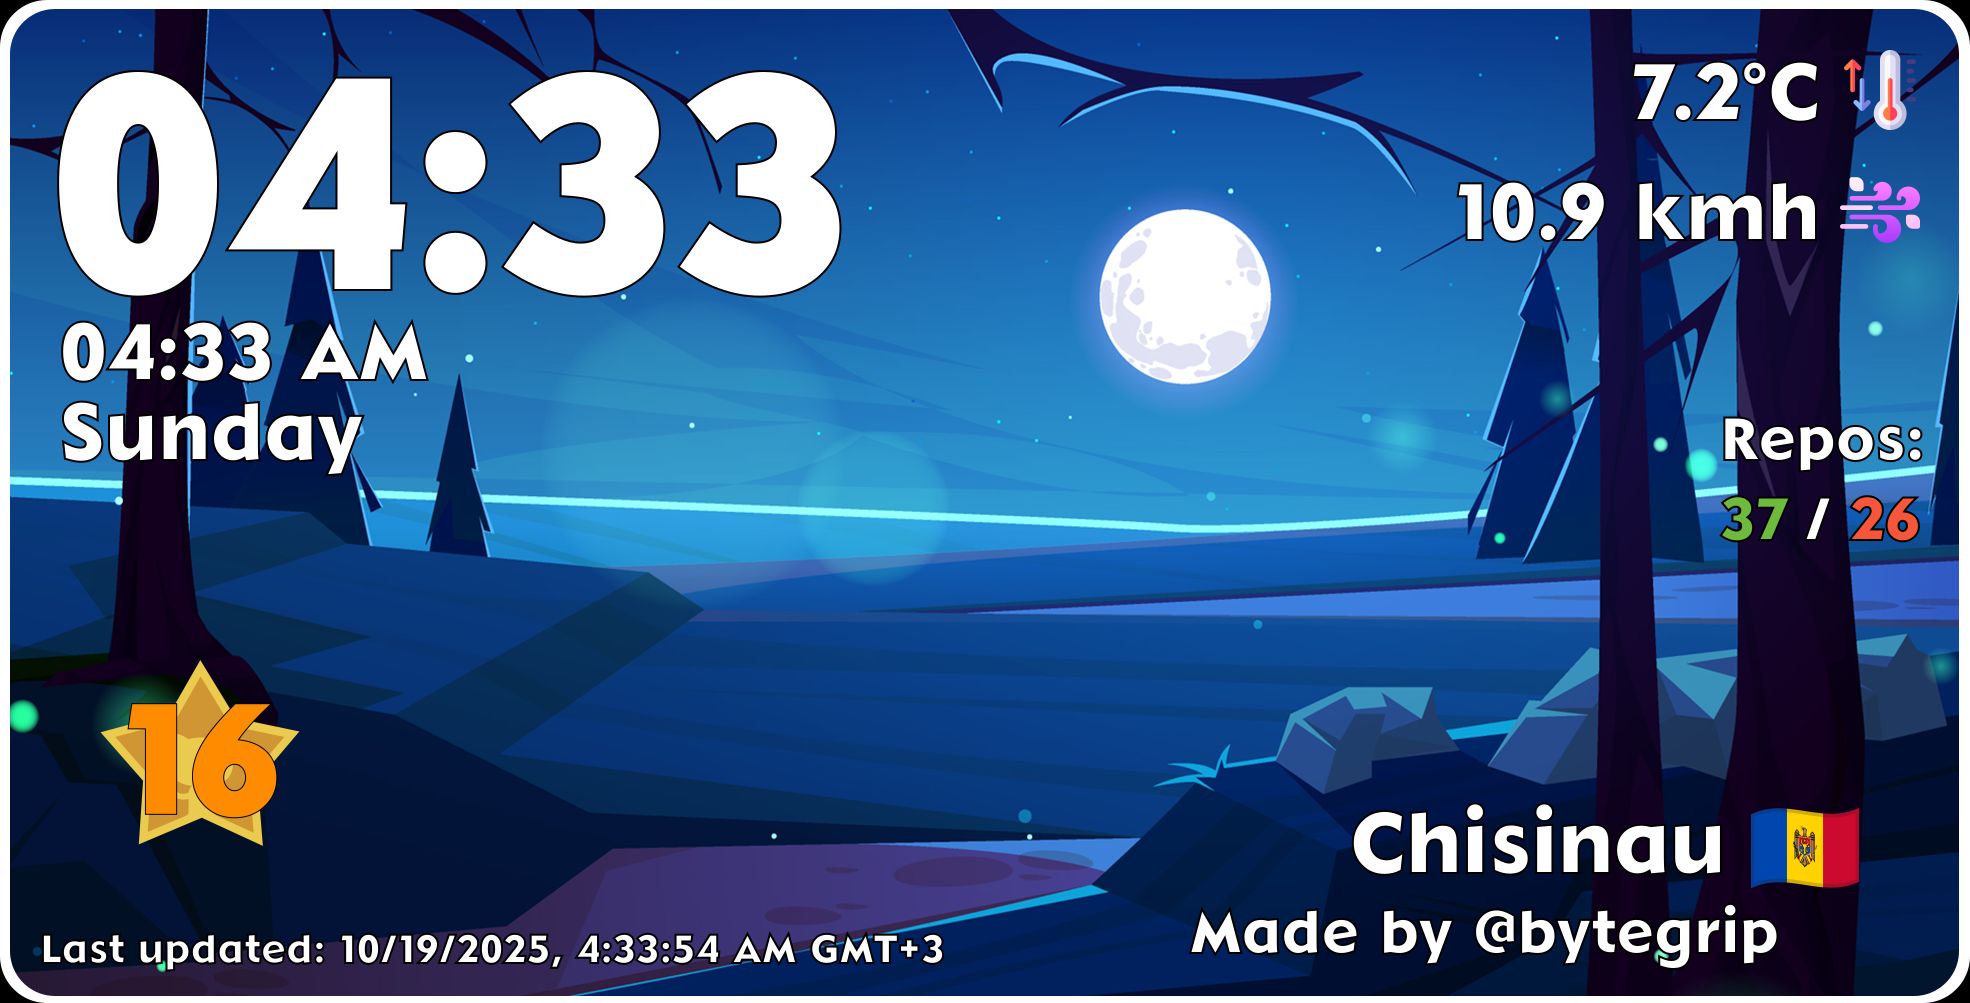 04:33
04:33 AM
Sunday
7.2°C
10.9 kmh
Repos:
37 / 26
16
Chisinau
Made by @bytegrip
Last updated: 10/19/2025, 4:33:54 AM GMT+3